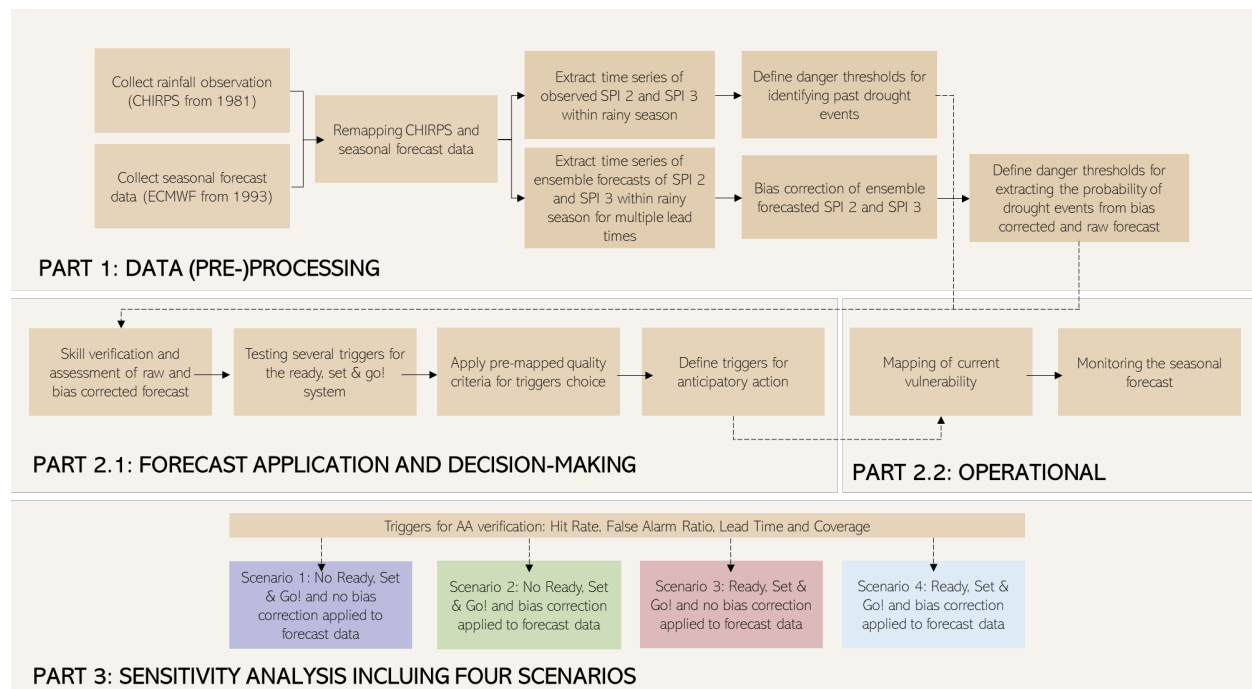 Collect rainfall observation
(CHIRPS from 1981)
Collect seasonal forecast
data (ECMWF from 1993)
Remapping CHIRPS and
seasonal forecast data
Extract time series of
observed SPI 2 and SPI 3
within rainy season
Define danger thresholds for
identifying past drought
events
Extract time series of
ensemble forecasts of SPI 2
and SPI 3 within rainy
season for multiple lead
times
Bias correction of ensemble
forecasted SPI 2 and SPI 3
Define danger thresholds for
extracting the probability of
drought events from bias
corrected and raw forecast
PART 1: DATA (PRE-)PROCESSING
Skill verification and
assessment of raw and
bias corrected forecast
Testing several triggers for
the ready, set & go!
system
Apply pre-mapped quality
criteria for triggers choice
Define triggers for
anticipatory action
PART 2.1: FORECAST APPLICATION AND DECISION-MAKING
Mapping of current
vulnerability
Monitoring the seasonal
forecast
PART 2.2: OPERATIONAL
Triggers for AA verification: Hit Rate, False Alarm Ratio, Lead Time and Coverage
Scenario 1: No Ready, Set
& Go! and no bias
correction applied to
forecast data
Scenario 2: No Ready, Set
& Go! and bias correction
applied to forecast data
Scenario 3: Ready, Set &
Go! and no bias correction
applied to forecast data
Scenario 4: Ready, Set &
Go! and bias correction
applied to forecast data
PART 3: SENSITIVITY ANALYSIS INCLUING FOUR SCENARIOS